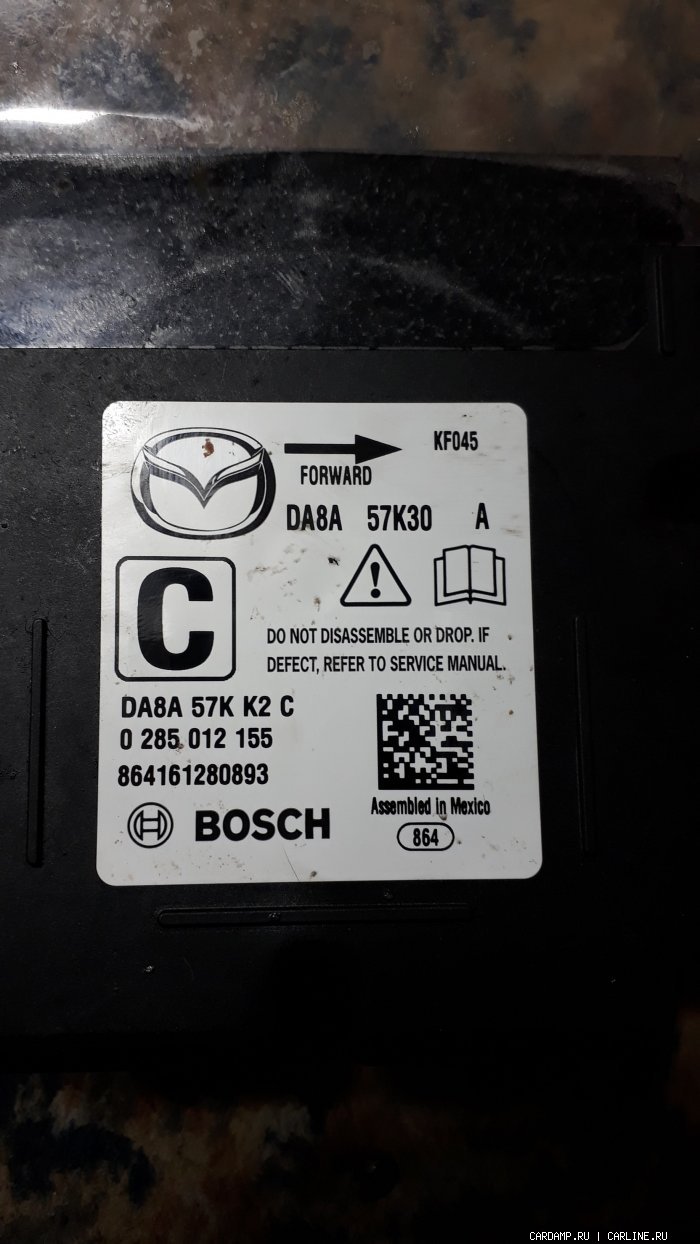 KF045
FORWARD
DA8A 57K30 A
C
DO NOT DISASSEMBLE OR DROP. IF
DEFECT, REFER TO SERVICE MANUAL.
DA8A 57K K2 C
0 285 012 155
864161280893
Assembled in Mexico
BOSCH
864
CARDAMP.RU | CARLINE.RU